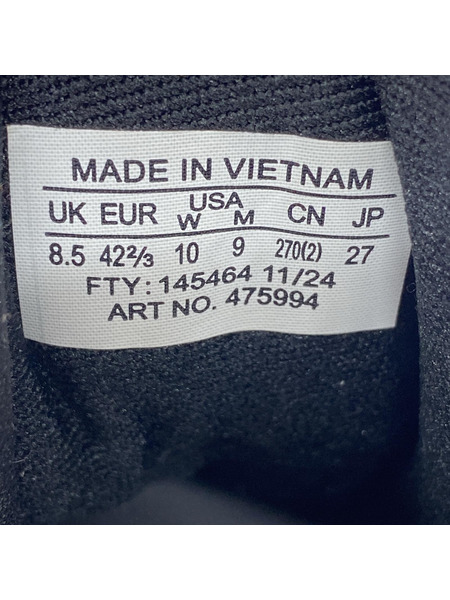 MADE IN VIETNAM
USA
UK EUR W M CN JP
8.5 42⅔ 10 9 270(2) 27
FTY: 145464 11/24
ART NO. 475994